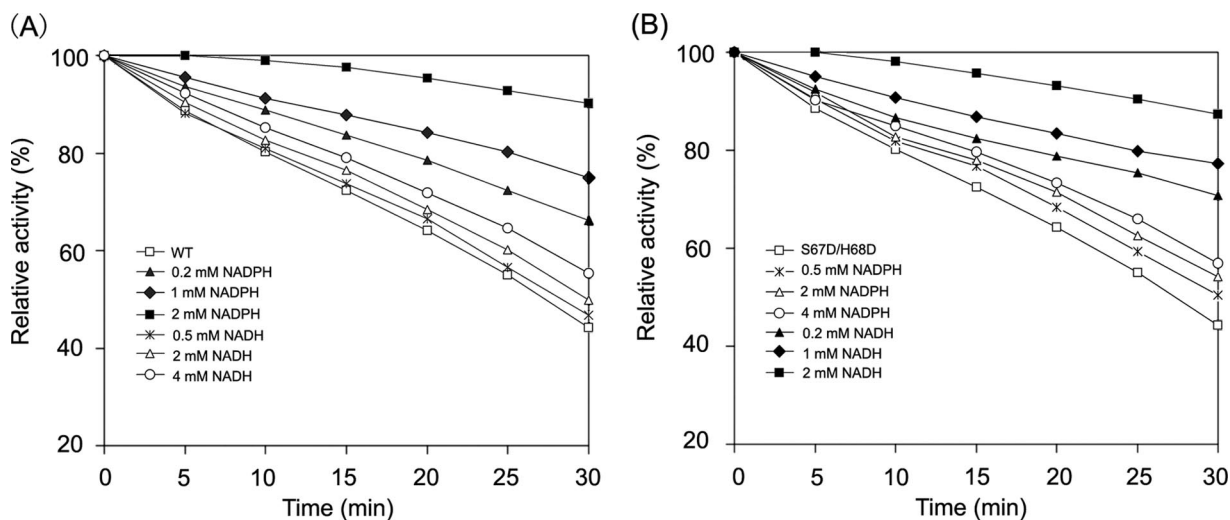 (A)
Relative activity (%)
100
80
60
40
20
WT
0.2 mM NADPH
1 mM NADPH
2 mM NADPH
0.5 mM NADH
2 mM NADH
4 mM NADH
0 5 10 15 20 25 30
Time (min)
(B)
Relative activity (%)
100
80
60
40
20
S67D/H68D
0.5 mM NADPH
2 mM NADPH
4 mM NADPH
0.2 mM NADH
1 mM NADH
2 mM NADH
0 5 10 15 20 25 30
Time (min)